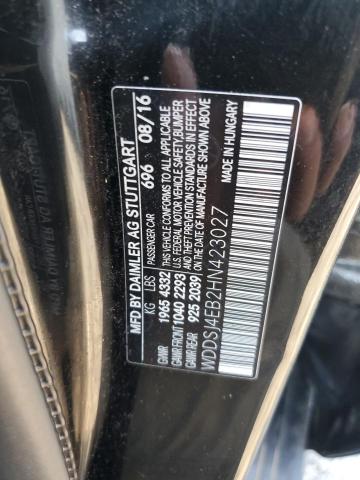 MFD BY DAIMLER AG STUTTGART
KG LBS PASSENGER CAR 696 08/16
GVWR 1965 4332 THIS VEHICLE CONFORMS TO ALL APPLICABLE
GAWR FRONT 1040 2293 U.S. FEDERAL MOTOR VEHICLE SAFETY,BUMPER
GAWR REAR 925 2039 AND THEFT PREVENTION STANDARDS IN EFFECT
ON THE DATE OF MANUFACTURE SHOWN ABOVE
WDDSJ4EB2HN423027 MADE IN HUNGARY